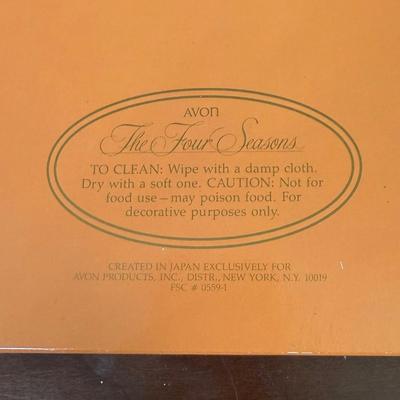 AVON
The Four Seasons
TO CLEAN: Wipe with a damp cloth.
Dry with a soft one. CAUTION: Not for
food use – may poison food. For
decorative purposes only.
CREATED IN JAPAN EXCLUSIVELY FOR
AVON PRODUCTS, INC., DISTR., NEW YORK, N.Y. 10019
FSC # 0559-1